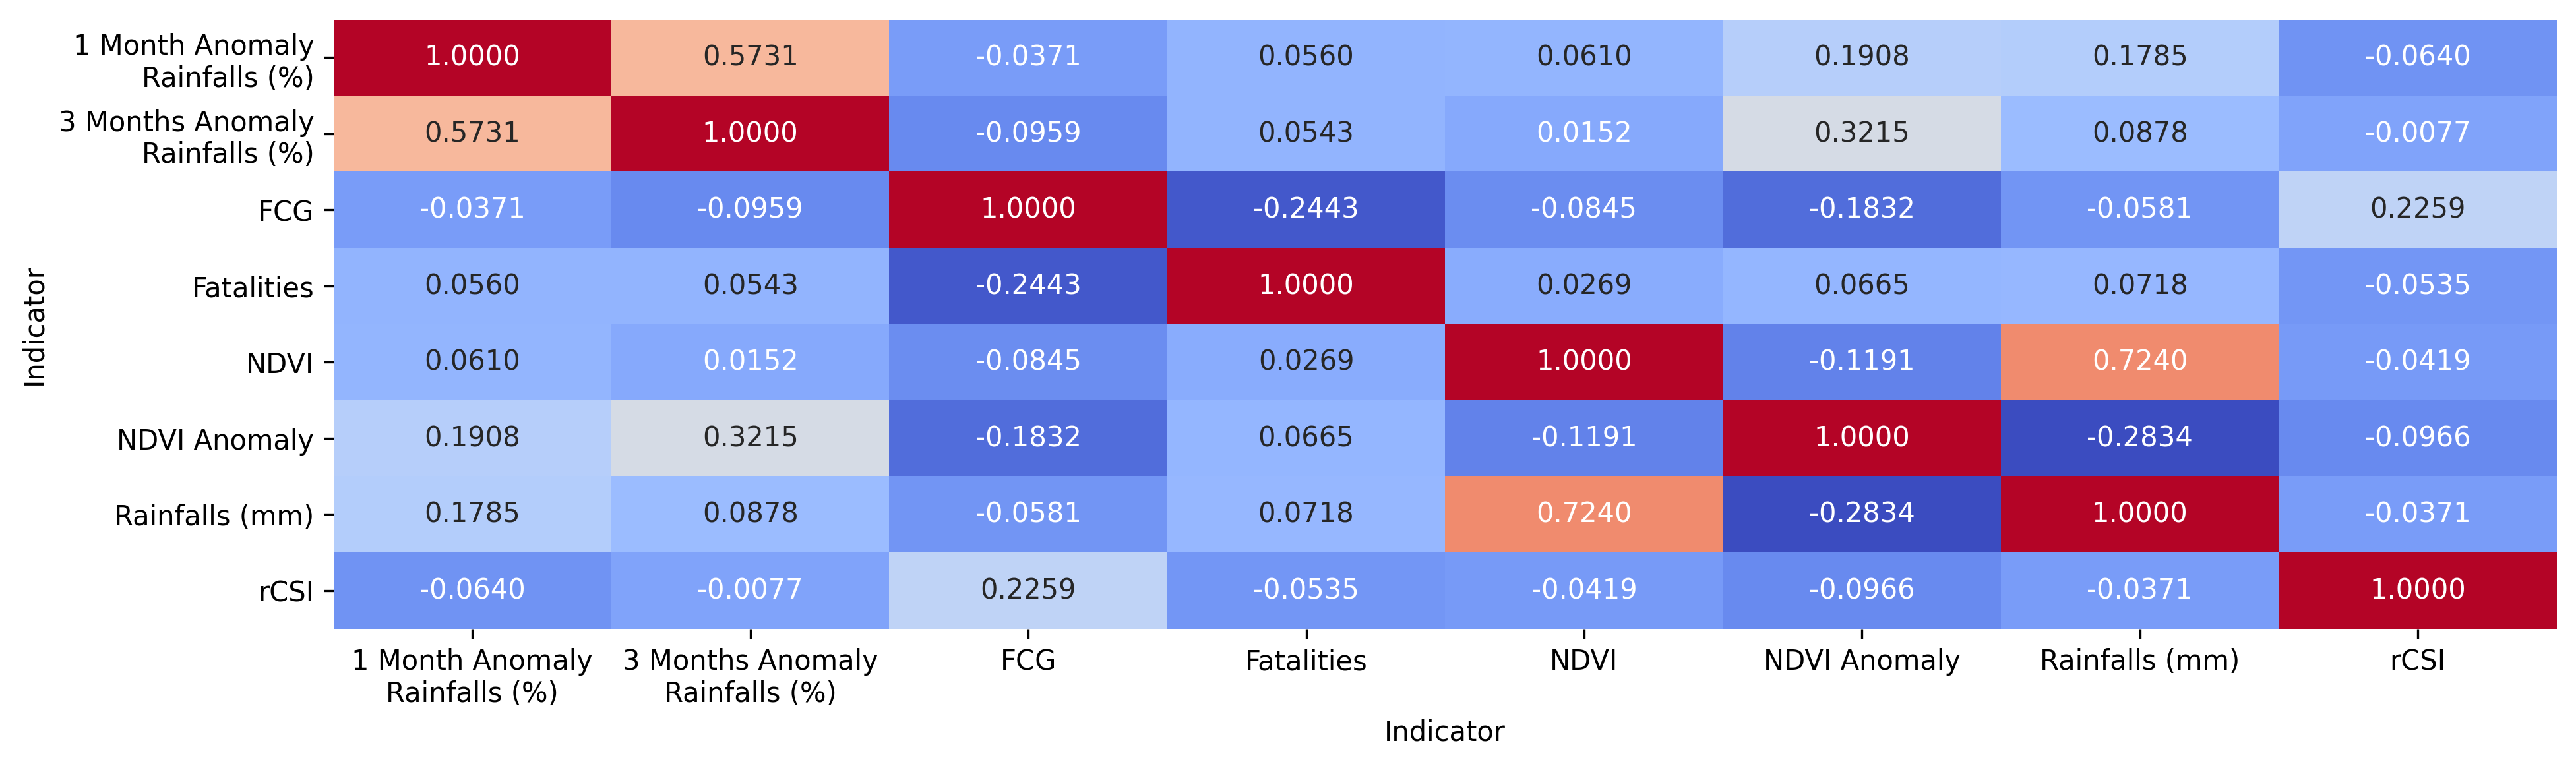 1 Month Anomaly
Rainfalls (%)
1.0000 0.5731 -0.0371 0.0560 0.0610 0.1908 0.1785 -0.0640
3 Months Anomaly
Rainfalls (%)
0.5731 1.0000 -0.0959 0.0543 0.0152 0.3215 0.0878 -0.0077
FCG -0.0371 -0.0959 1.0000 -0.2443 -0.0845 -0.1832 -0.0581 0.2259
Fatalities 0.0560 0.0543 -0.2443 1.0000 0.0269 0.0665 0.0718 -0.0535
NDVI 0.0610 0.0152 -0.0845 0.0269 1.0000 -0.1191 0.7240 -0.0419
NDVI Anomaly 0.1908 0.3215 -0.1832 0.0665 -0.1191 1.0000 -0.2834 -0.0966
Rainfalls (mm) 0.1785 0.0878 -0.0581 0.0718 0.7240 -0.2834 1.0000 -0.0371
rCSI -0.0640 -0.0077 0.2259 -0.0535 -0.0419 -0.0966 -0.0371 1.0000
Indicator
1 Month Anomaly
Rainfalls (%)
3 Months Anomaly
Rainfalls (%)
FCG
Fatalities
NDVI
NDVI Anomaly
Rainfalls (mm)
rCSI
Indicator